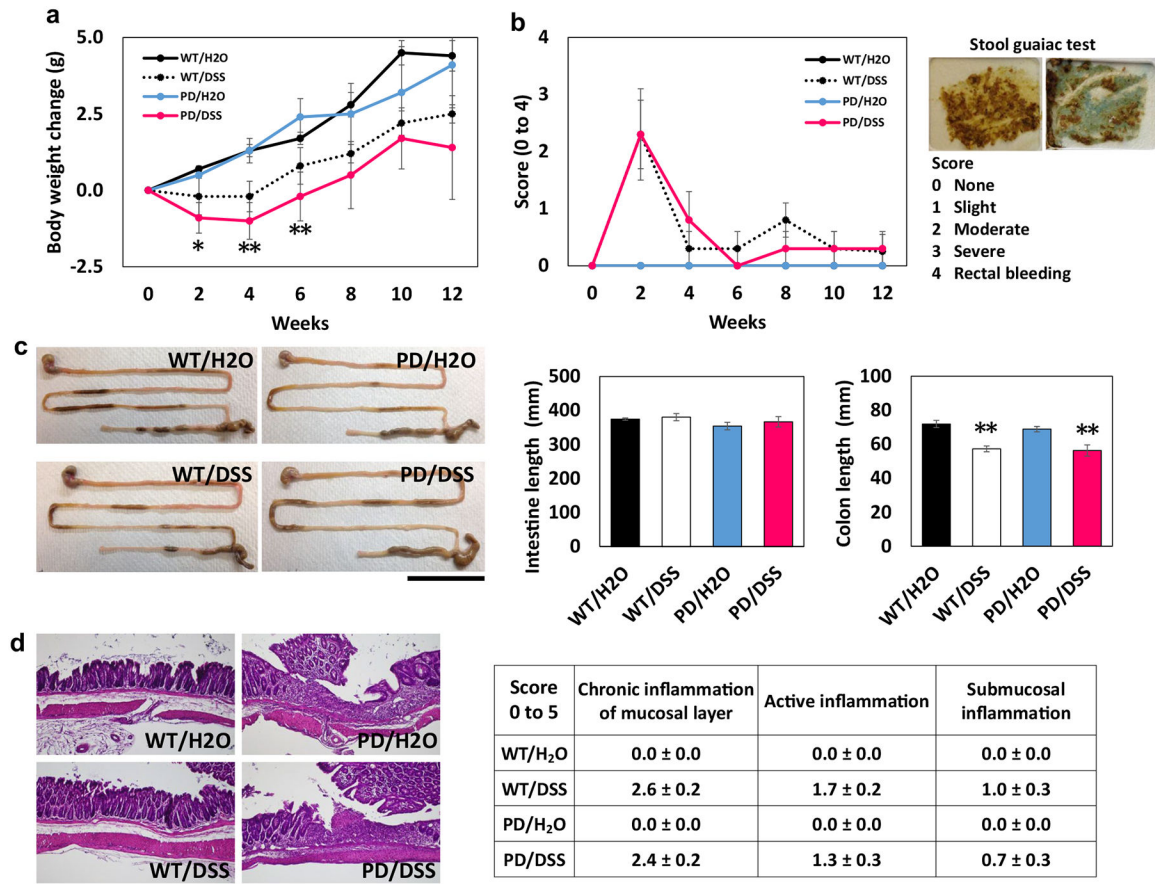 a
Body weight change (g)
5.0
2.5
0.0
-2.5
WT/H2O
WT/DSS
PD/H2O
PD/DSS
*
**
**
0 2 4 6 8 10 12
Weeks
b
Score (0 to 4)
4
3
2
1
0
WT/H2O
WT/DSS
PD/H2O
PD/DSS
0 2 4 6 8 10 12
Weeks
Stool guaiac test
Score
0 None
1 Slight
2 Moderate
3 Severe
4 Rectal bleeding
c
WT/H2O
PD/H2O
WT/DSS
PD/DSS
Intestine length (mm)
500
400
300
200
100
0
WT/H2O
WT/DSS
PD/H2O
PD/DSS
Colon length (mm)
100
80
60
40
20
0
**
**
WT/H2O
WT/DSS
PD/H2O
PD/DSS
d
WT/H2O
PD/H2O
WT/DSS
PD/DSS
Score
0 to 5
Chronic inflammation
of mucosal layer
Active inflammation
Submucosal
inflammation
WT/H₂O 0.0 ± 0.0 0.0 ± 0.0 0.0 ± 0.0
WT/DSS 2.6 ± 0.2 1.7 ± 0.2 1.0 ± 0.3
PD/H₂O 0.0 ± 0.0 0.0 ± 0.0 0.0 ± 0.0
PD/DSS 2.4 ± 0.2 1.3 ± 0.3 0.7 ± 0.3